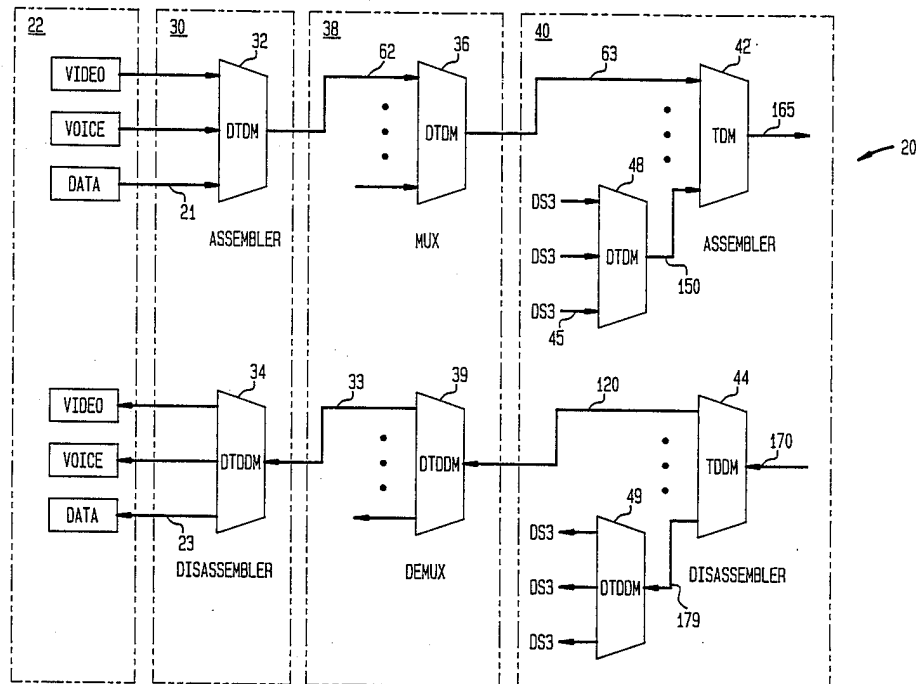 22
30
38
40
32
62
36
63
42
VIDEO
VOICE
DATA
DTDM
DTDM
TDM
165
20
21
48
DS3
DS3
DS3
DTDM
45
150
ASSEMBLER
MUX
ASSEMBLER
34
33
39
120
44
VIDEO
VOICE
DATA
DTDDM
DTDDM
TDDM
170
23
49
DS3
DS3
DS3
DTDDM
179
DISASSEMBLER
DEMUX
DISASSEMBLER